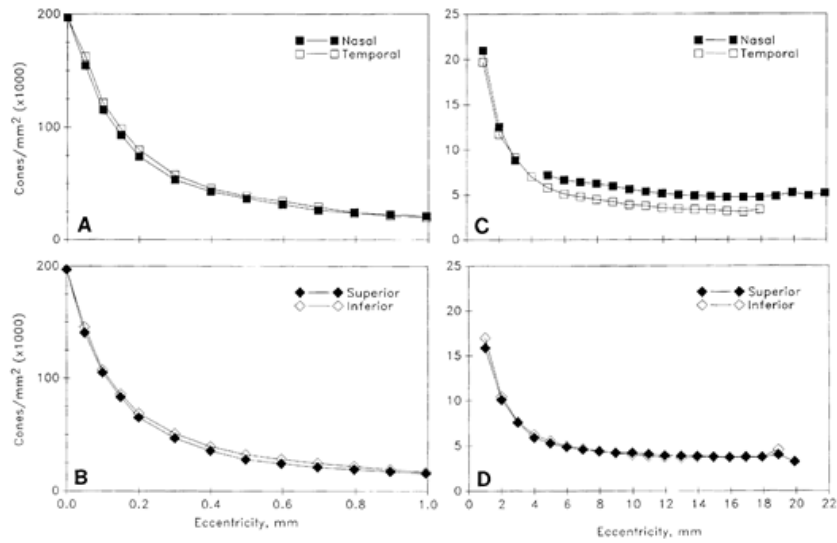 200
100
0
Cones/mm² (x1000)
Nasal
Temporal
A
25
20
15
10
5
0
Nasal
Temporal
C
200
100
0
Cones/mm² (x1000)
Superior
Inferior
B
0.0 0.2 0.4 0.6 0.8 1.0
Eccentricity, mm
25
20
15
10
5
0
Superior
Inferior
D
0 2 4 6 8 10 12 14 16 18 20 22
Eccentricity, mm